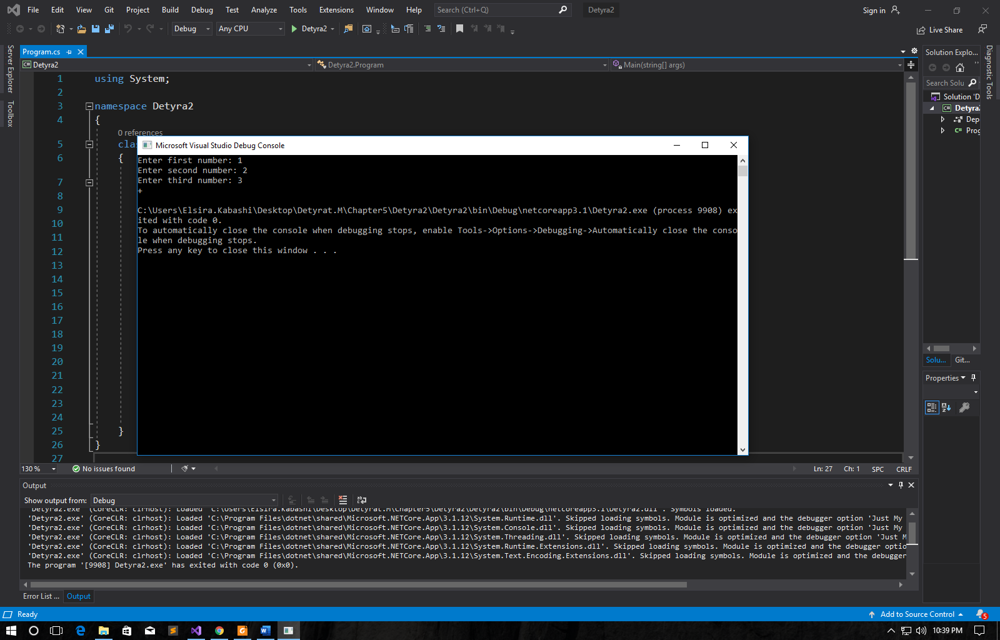 File Edit View Git Project Build Debug Test Analyze Tools Extensions Window Help Search (Ctrl+Q) Detyra2 Sign in
Debug Any CPU Detyra2 Live Share
Server Explorer
Toolbox
Program.cs
Detyra2 Detyra2.Program Main(string[] args)
1 using System;
2
3 namespace Detyra2
4 {
0 references
5 clas
6 {
7
8
9
10
11
12
13
14
15
16
17
18
19
20
21
22
23
24
25 }
26 }
27
Microsoft Visual Studio Debug Console
Enter first number: 1
Enter second number: 2
Enter third number: 3
+
C:\Users\Elsira.Kabashi\Desktop\Detyrat.M\Chapter5\Detyra2\Detyra2\bin\Debug\netcoreapp3.1\Detyra2.exe (process 9908) ex
ited with code 0.
To automatically close the console when debugging stops, enable Tools->Options->Debugging->Automatically close the conso
le when debugging stops.
Press any key to close this window . . .
130 % No issues found Ln: 27 Ch: 1 SPC CRLF
Solution Explo...
Search Solu
Solution 'D
Detyra2
Dep
Prog
Solu... Git...
Properties
Diagnostic Tools
Output
Show output from: Debug
'Detyra2.exe' (CoreCLR: clrhost): Loaded 'C:\Users\Elsira.Kabashi\Desktop\Detyrat.M\Chapter5\Detyra2\Detyra2\bin\Debug\netcoreapp3.1\Detyra2.dll'. Symbols loaded.
'Detyra2.exe' (CoreCLR: clrhost): Loaded 'C:\Program Files\dotnet\shared\Microsoft.NETCore.App\3.1.12\System.Runtime.dll'. Skipped loading symbols. Module is optimized and the debugger option 'Just My
'Detyra2.exe' (CoreCLR: clrhost): Loaded 'C:\Program Files\dotnet\shared\Microsoft.NETCore.App\3.1.12\System.Console.dll'. Skipped loading symbols. Module is optimized and the debugger option 'Just My
'Detyra2.exe' (CoreCLR: clrhost): Loaded 'C:\Program Files\dotnet\shared\Microsoft.NETCore.App\3.1.12\System.Threading.dll'. Skipped loading symbols. Module is optimized and the debugger option 'Just M
'Detyra2.exe' (CoreCLR: clrhost): Loaded 'C:\Program Files\dotnet\shared\Microsoft.NETCore.App\3.1.12\System.Runtime.Extensions.dll'. Skipped loading symbols. Module is optimized and the debugger optio
'Detyra2.exe' (CoreCLR: clrhost): Loaded 'C:\Program Files\dotnet\shared\Microsoft.NETCore.App\3.1.12\System.Text.Encoding.Extensions.dll'. Skipped loading symbols. Module is optimized and the debugger
The program '[9908] Detyra2.exe' has exited with code 0 (0x0).
Error List ... Output
Ready Add to Source Control 5
10:39 PM